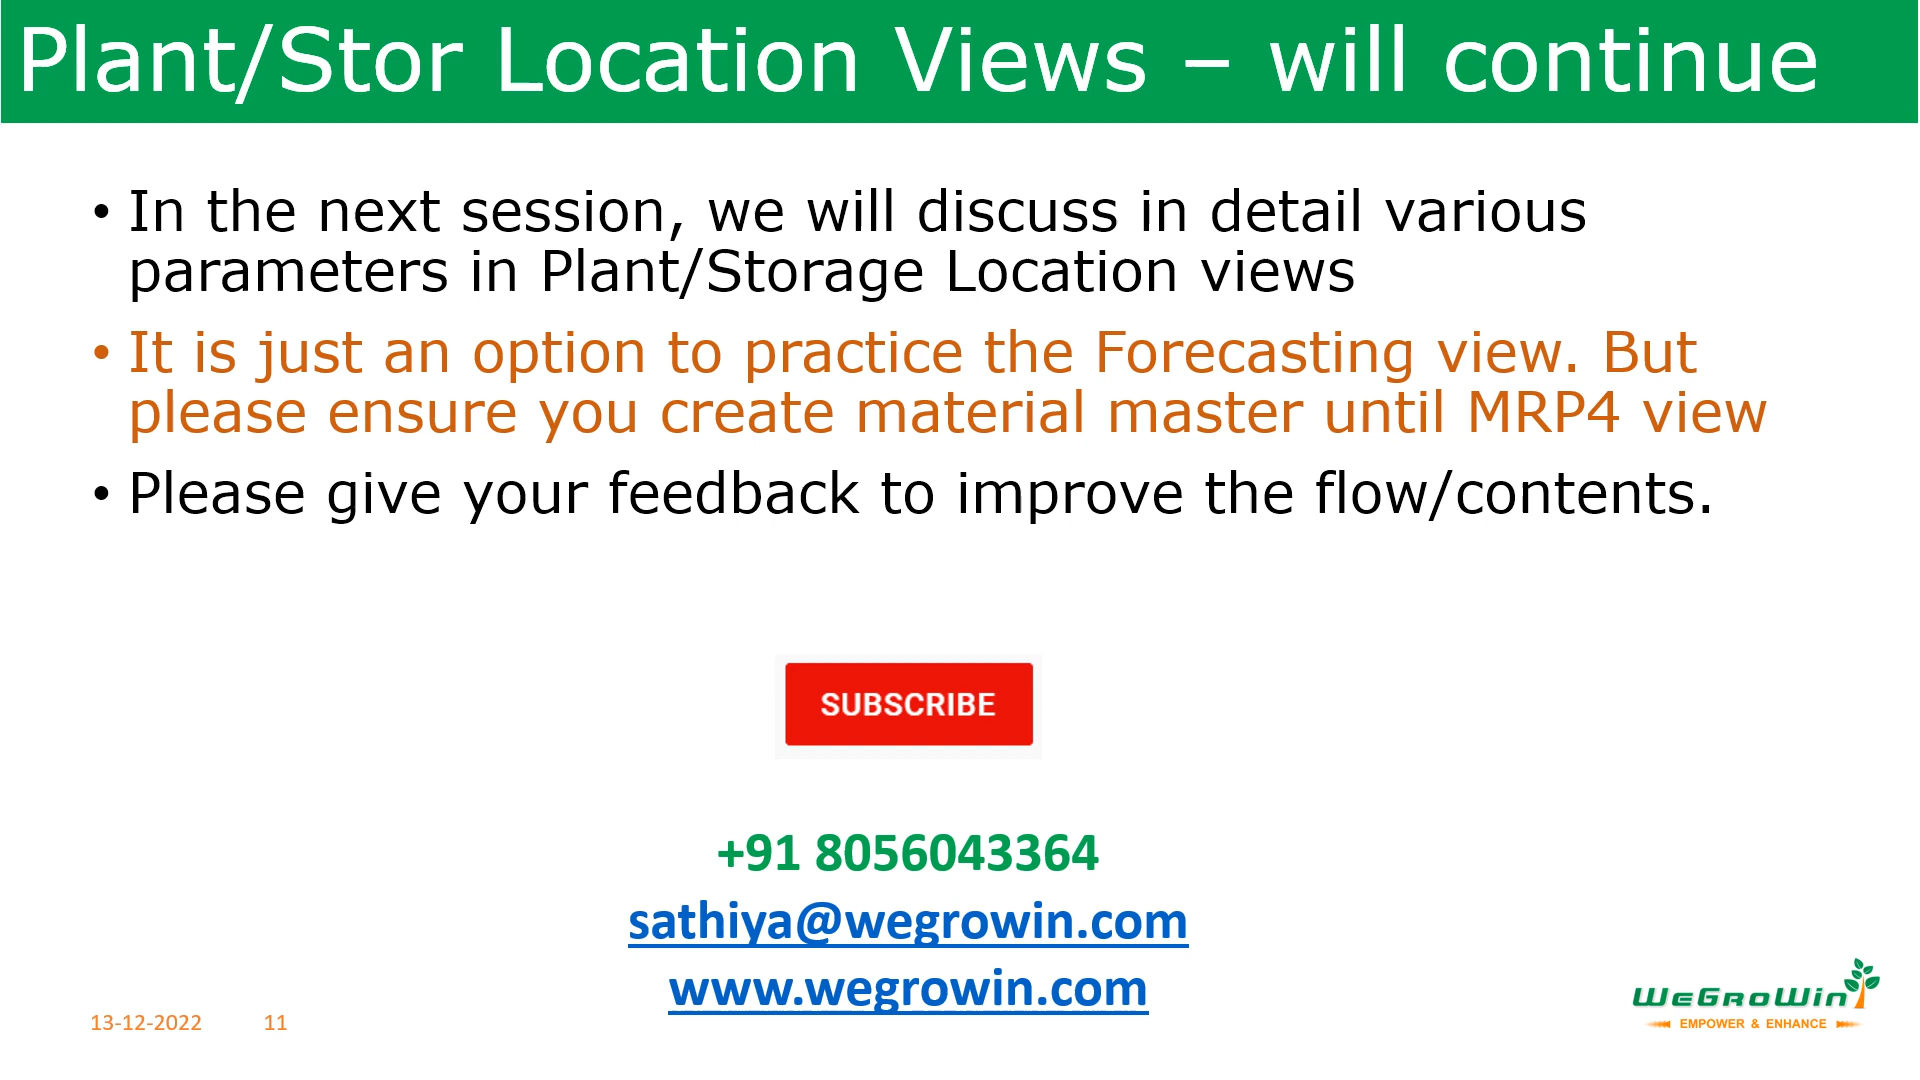 Plant/Stor Location Views – will continue
• In the next session, we will discuss in detail various
parameters in Plant/Storage Location views
• It is just an option to practice the Forecasting view. But
please ensure you create material master until MRP4 view
• Please give your feedback to improve the flow/contents.
SUBSCRIBE
+91 8056043364
sathiya@wegrowin.com
www.wegrowin.com
13-12-2022 11
WeGroWin
EMPOWER & ENHANCE